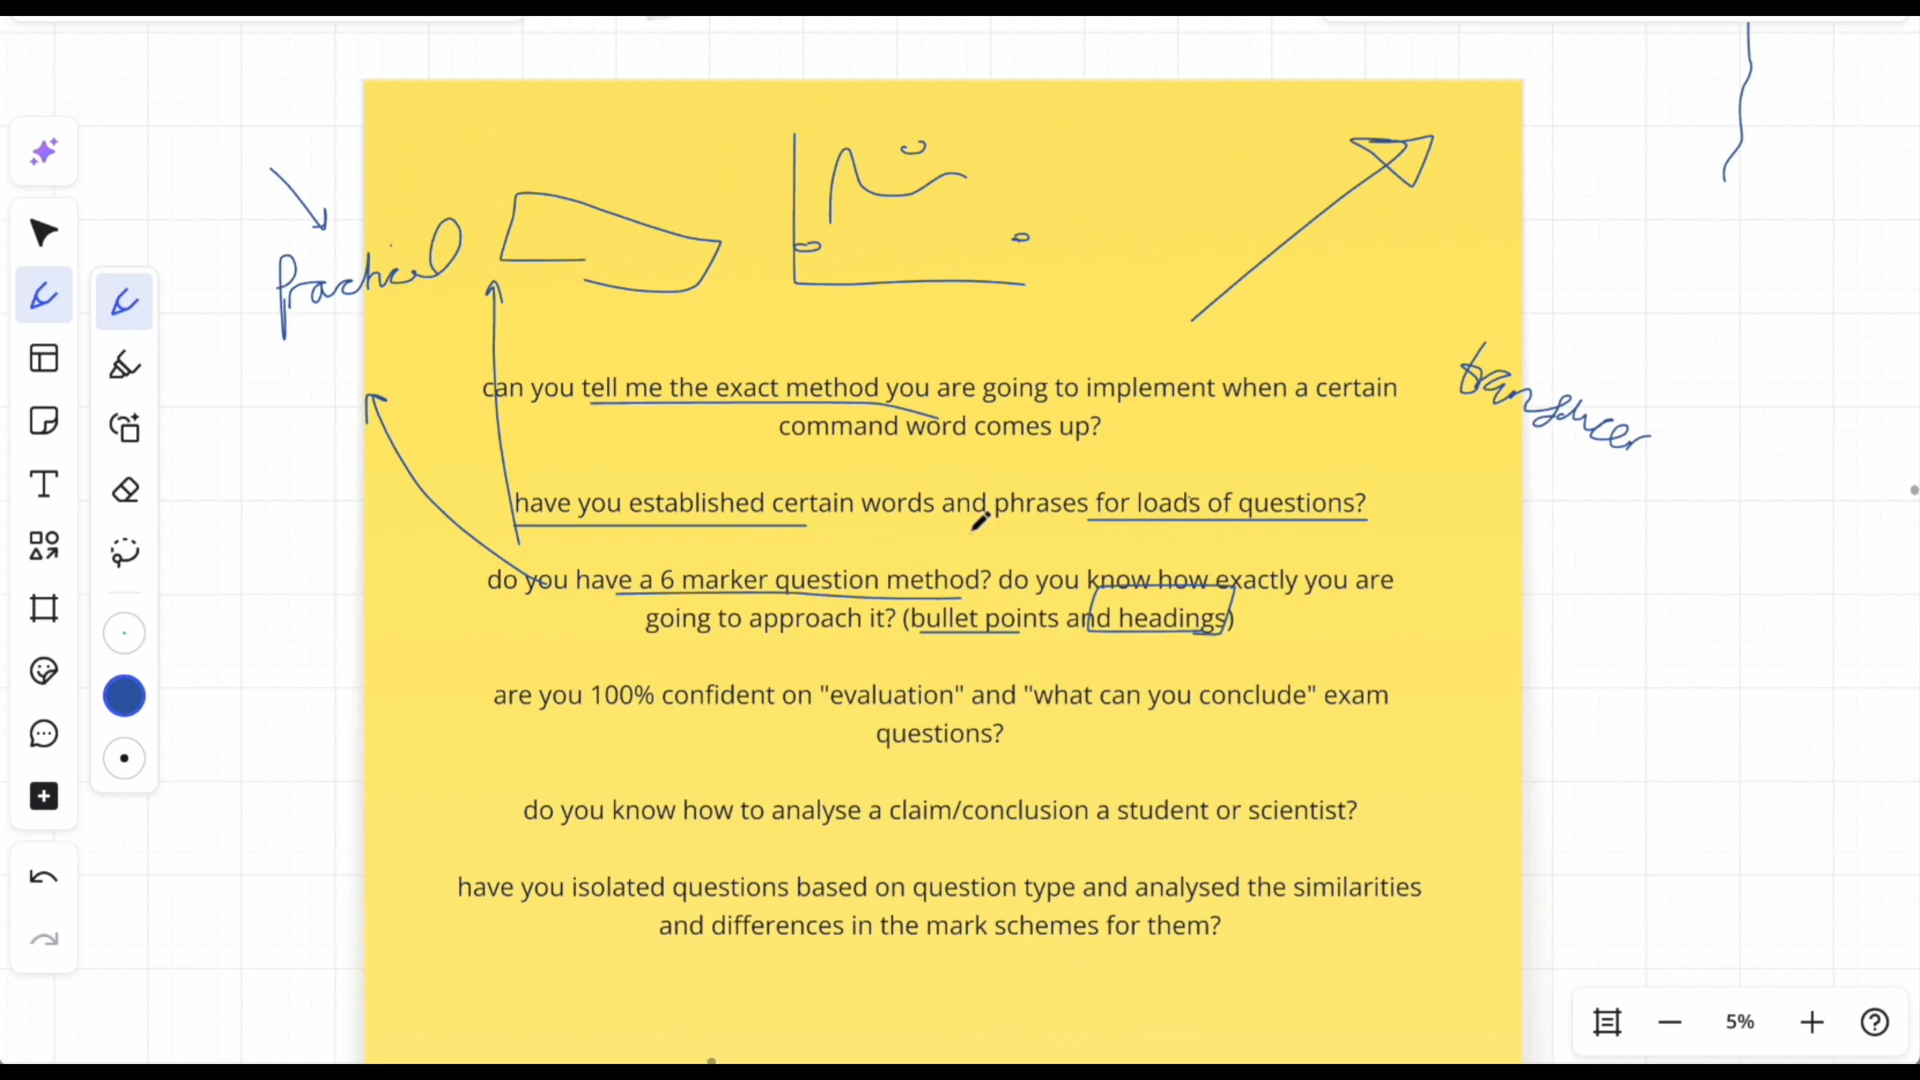 Practical
can you tell me the exact method you are going to implement when a certain
command word comes up?
transducer
have you established certain words and phrases for loads of questions?
do you have a 6 marker question method? do you know how exactly you are
going to approach it? (bullet points and headings)
are you 100% confident on "evaluation" and "what can you conclude" exam
questions?
do you know how to analyse a claim/conclusion a student or scientist?
have you isolated questions based on question type and analysed the similarities
and differences in the mark schemes for them?
5%